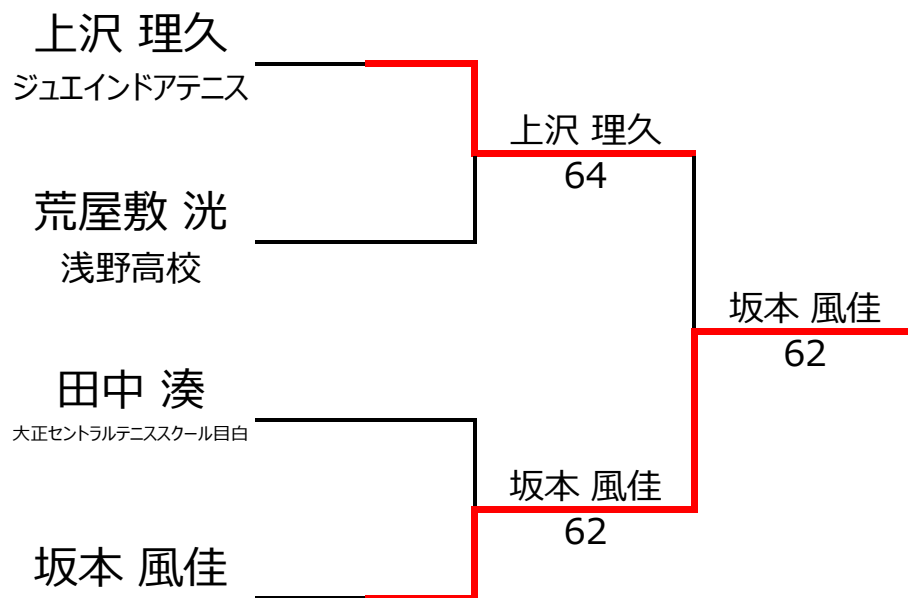 上沢 理久
ジュエインドアテニス
上沢 理久
64
荒屋敷 洸
浅野高校
坂本 風佳
62
田中 湊
大正セントラルテニススクール目白
坂本 風佳
62
坂本 風佳